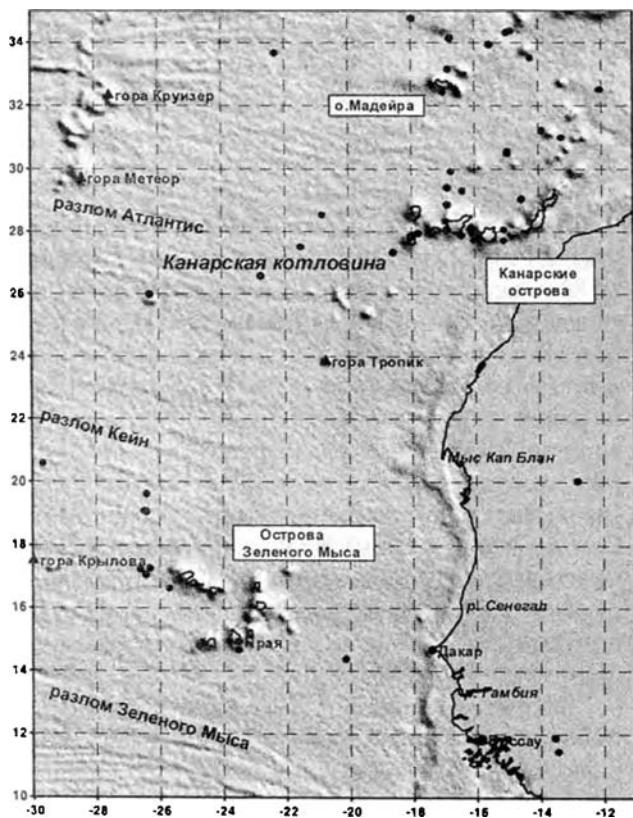 34
гора Круизер
32
о.Мадейра
30
гора Метеор
разлом Атлантис
28
Канарская котловина
Канарские
острова
26
24
гора Тропик
22
разлом Кейн
Мыс Кап Блан
20
18
Острова
Зеленого Мыса
гора Крылова
16
р. Сенегал
Прая
Дакар
14
разлом Зеленого Мыса
Гамбия
12
10
-30 -28 -26 -24 -22 -20 -18 -16 -14 -12